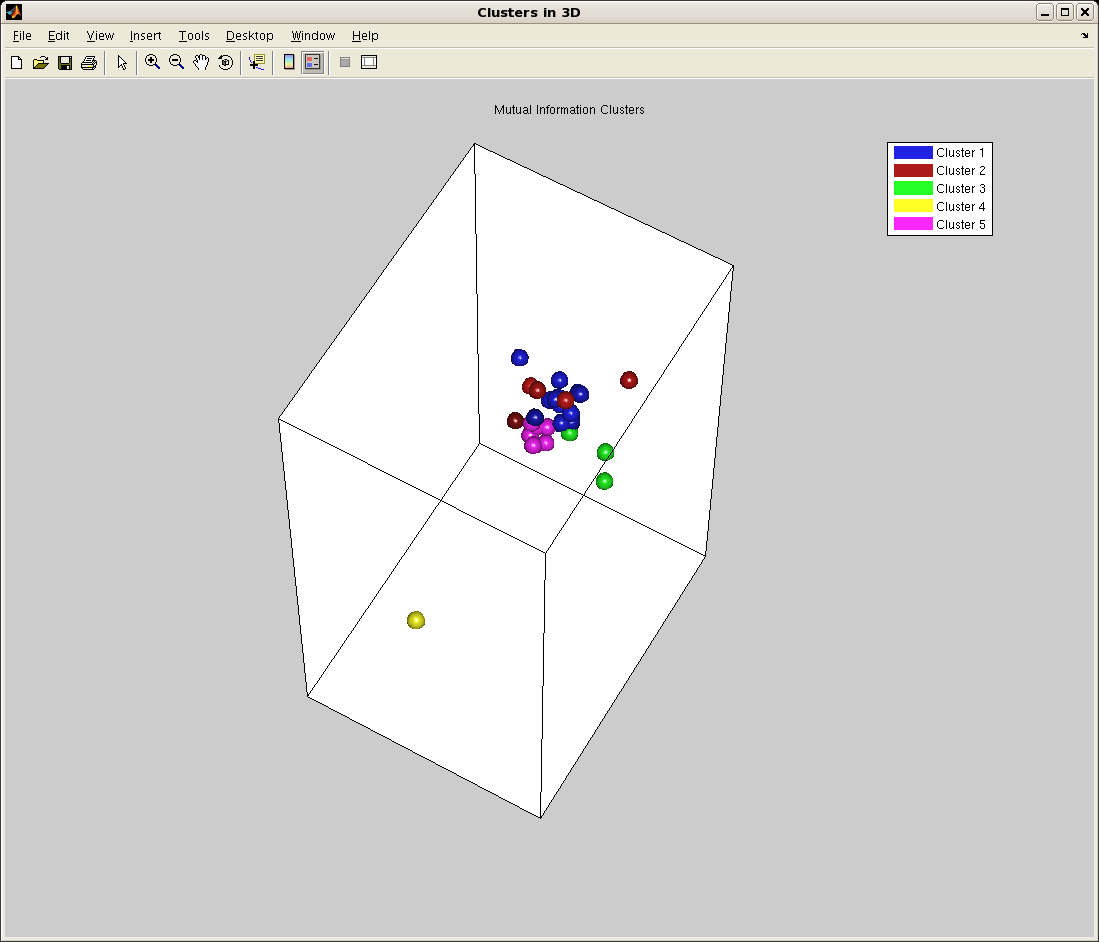 Clusters in 3D
File Edit View Insert Tools Desktop Window Help
Mutual Information Clusters
Cluster 1
Cluster 2
Cluster 3
Cluster 4
Cluster 5